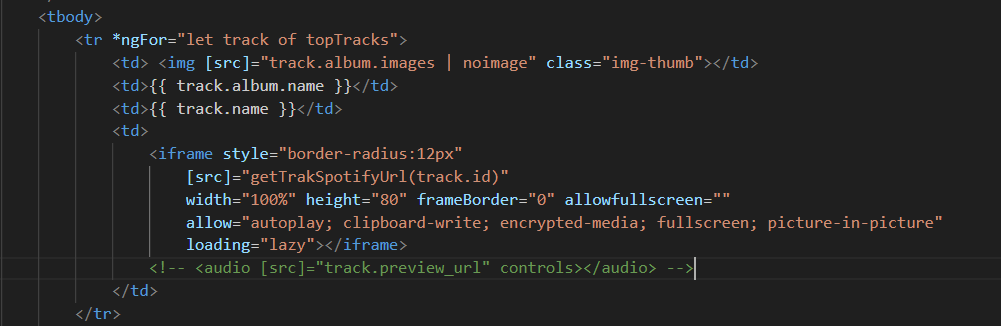 <tbody>
<tr *ngFor="let track of topTracks">
<td> <img [src]="track.album.images | noimage" class="img-thumb"></td>
<td>{{ track.album.name }}</td>
<td>{{ track.name }}</td>
<td>
<iframe style="border-radius:12px"
[src]="getTrakSpotifyUrl(track.id)"
width="100%" height="80" frameBorder="0" allowfullscreen=""
allow="autoplay; clipboard-write; encrypted-media; fullscreen; picture-in-picture"
loading="lazy"></iframe>
<!-- <audio [src]="track.preview_url" controls></audio> -->
</td>
</tr>